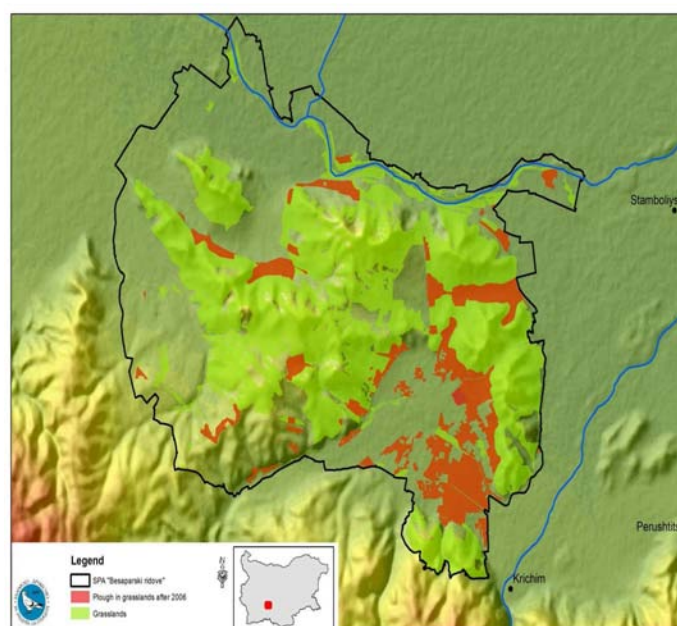 Stamboliys
Perushtits
Krichim
Legend
SPA "Besaparski ridove"
Plough in grasslands after 2006
Grasslands